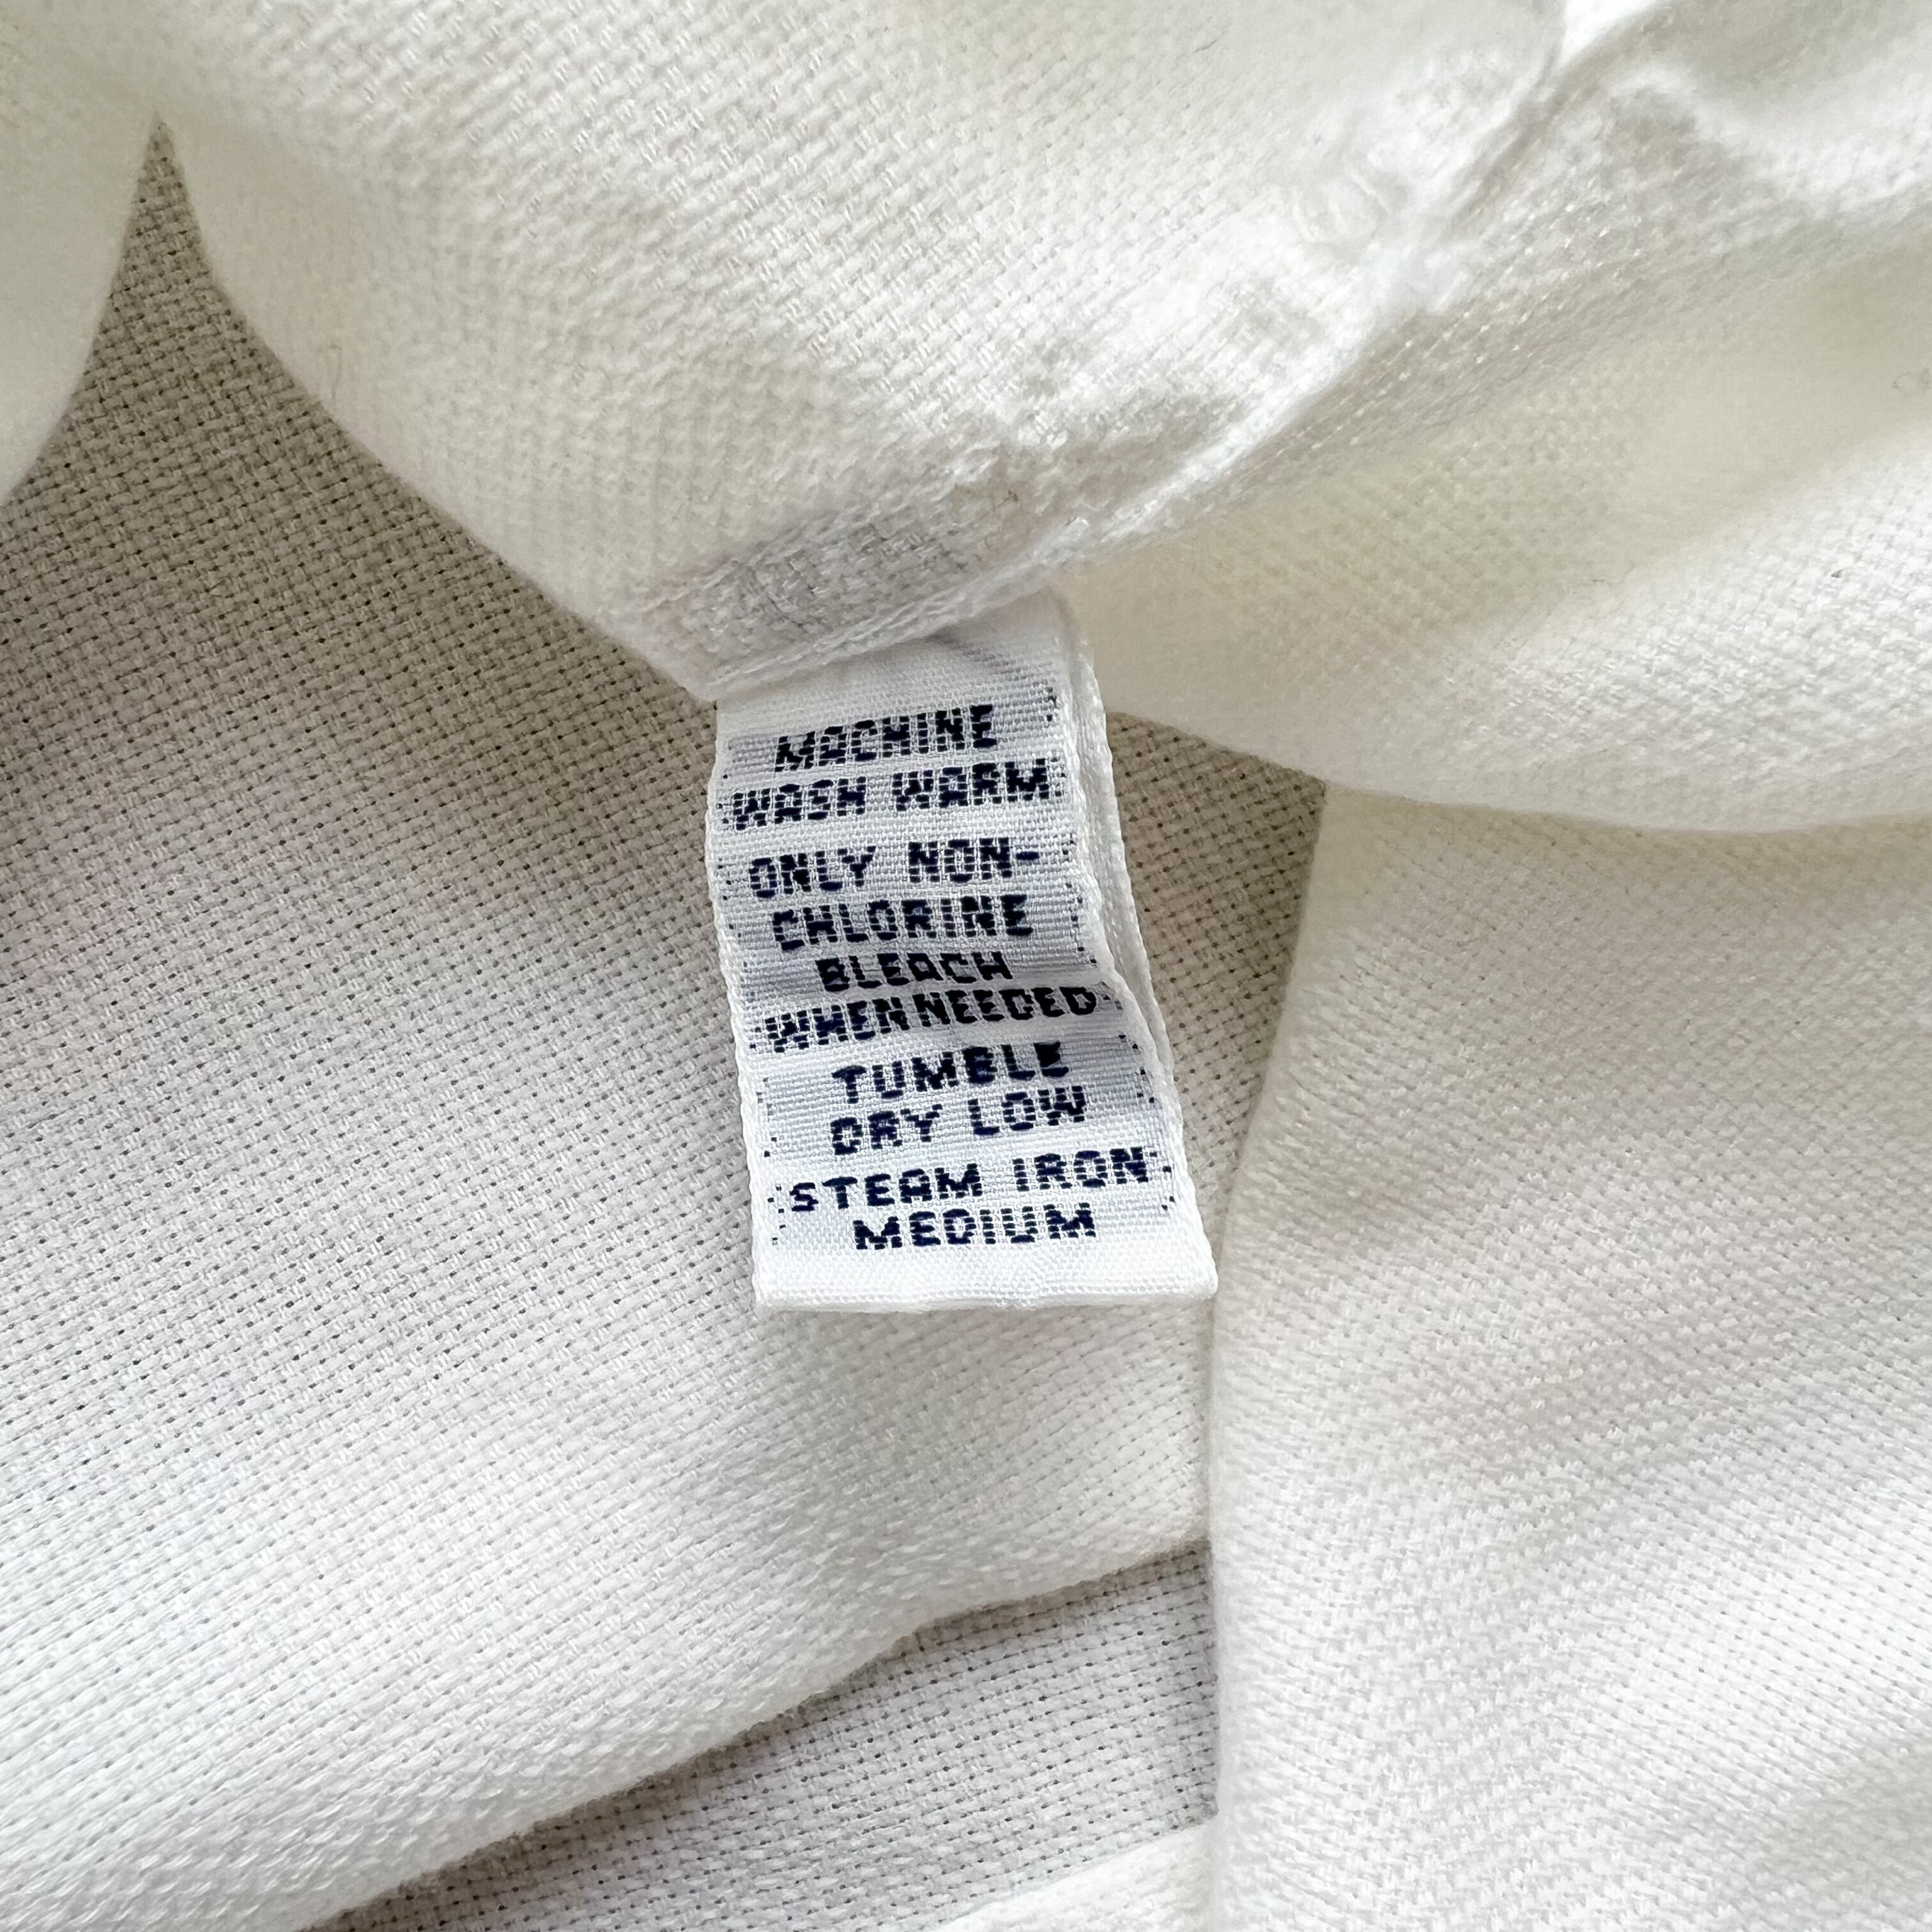 MACHINE
WASH WARM
ONLY NON-
CHLORINE
BLEACH
WHEN NEEDED
TUMBLE
DRY LOW
STEAM IRON
MEDIUM